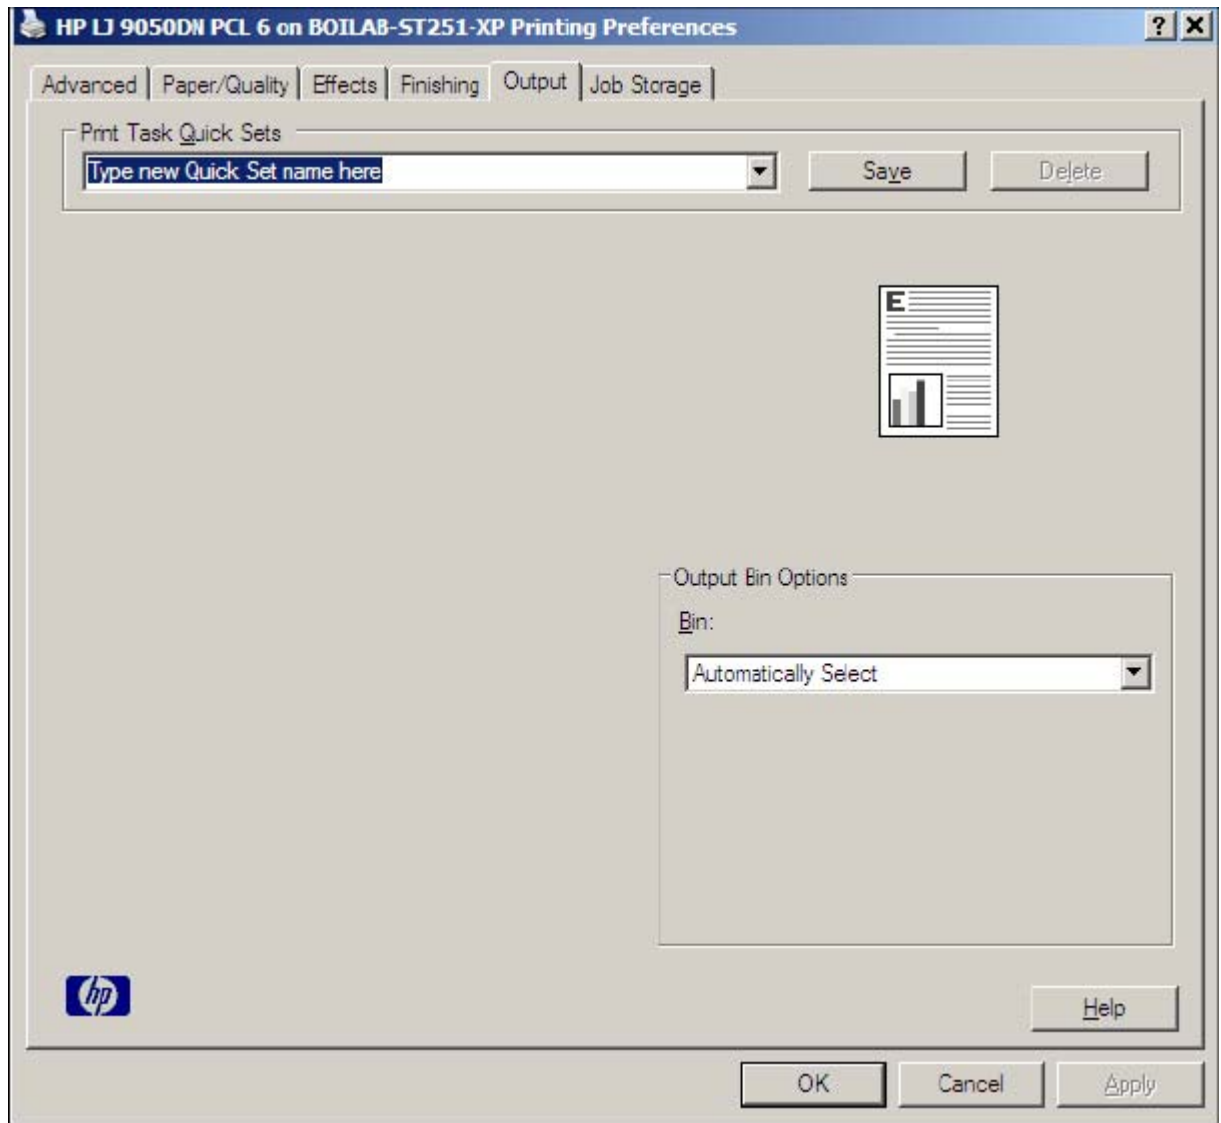 HP LJ 9050DN PCL 6 on BOILAB-ST251-XP Printing Preferences
Advanced Paper/Quality Effects Finishing Output Job Storage
Print Task Quick Sets
Type new Quick Set name here Save Delete
E
Output Bin Options
Bin:
Automatically Select
hp
Help
OK Cancel Apply